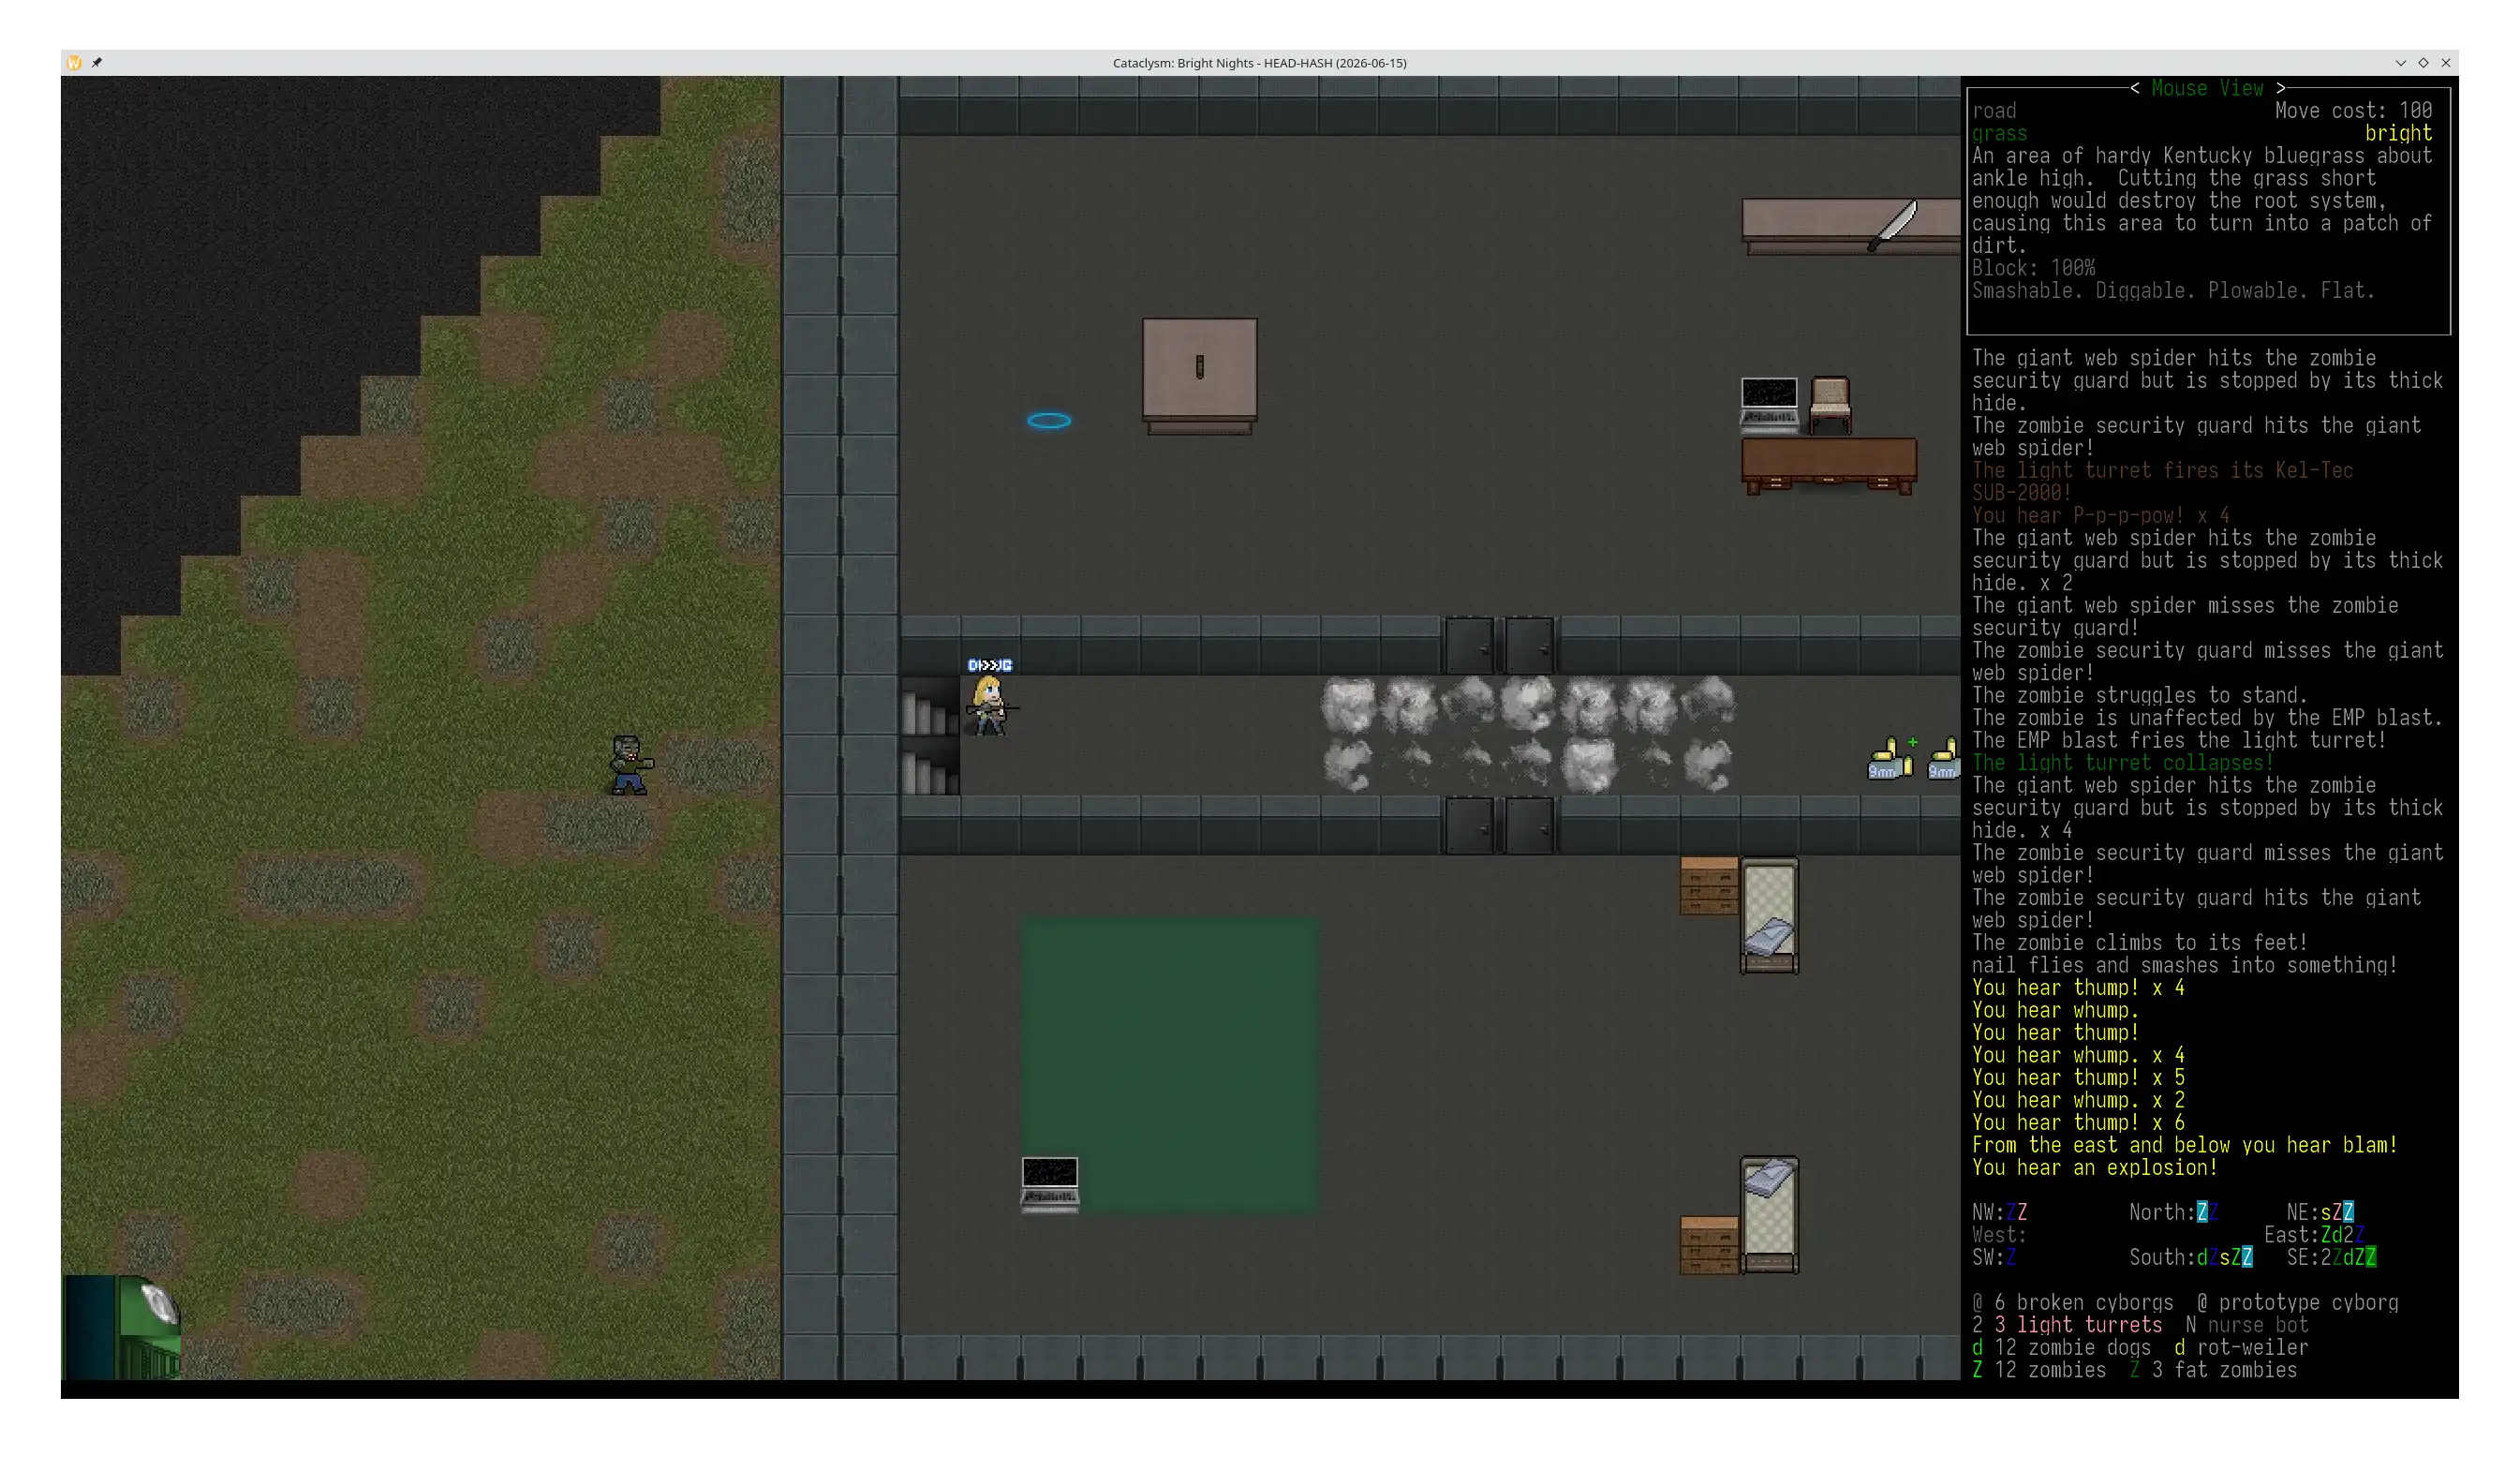 Cataclysm: Bright Nights - HEAD-HASH (2026-06-15)
< Mouse View >
road Move cost: 100
grass bright
An area of hardy Kentucky bluegrass about
ankle high. Cutting the grass short
enough would destroy the root system,
causing this area to turn into a patch of
dirt.
Block: 100%
Smashable. Diggable. Plowable. Flat.
The giant web spider hits the zombie
security guard but is stopped by its thick
hide.
The zombie security guard hits the giant
web spider!
The light turret fires its Kel-Tec
SUB-2000!
You hear P-p-p-pow! x 4
The giant web spider hits the zombie
security guard but is stopped by its thick
hide. x 2
The giant web spider misses the zombie
security guard!
The zombie security guard misses the giant
web spider!
The zombie struggles to stand.
The zombie is unaffected by the EMP blast.
The EMP blast fries the light turret!
The light turret collapses!
The giant web spider hits the zombie
security guard but is stopped by its thick
hide. x 4
The zombie security guard misses the giant
web spider!
The zombie security guard hits the giant
web spider!
The zombie climbs to its feet!
nail flies and smashes into something!
You hear thump! x 4
You hear whump.
You hear thump!
You hear whump. x 4
You hear thump! x 5
You hear whump. x 2
You hear thump! x 6
From the east and below you hear blam!
You hear an explosion!
NW:ZZ North:ZZ NE:sZZ
West: East:Zd2Z
SW:Z South:dZsZZ SE:2ZdZZ
@ 6 broken cyborgs @ prototype cyborg
2 3 light turrets N nurse bot
d 12 zombie dogs d rot-weiler
Z 12 zombies Z 3 fat zombies
9mm 9mm